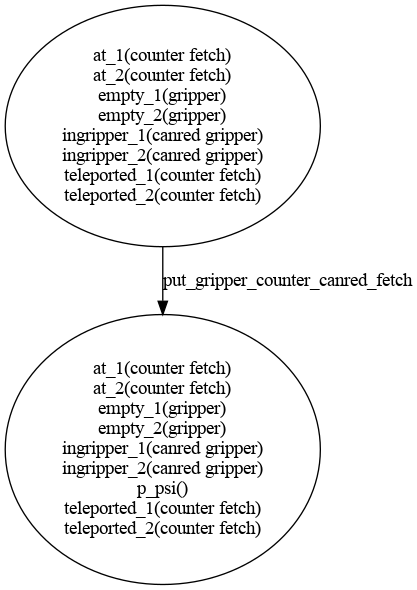 at_1(counter fetch)
at_2(counter fetch)
empty_1(gripper)
empty_2(gripper)
ingripper_1(canred gripper)
ingripper_2(canred gripper)
teleported_1(counter fetch)
teleported_2(counter fetch)
put_gripper_counter_canred_fetch
at_1(counter fetch)
at_2(counter fetch)
empty_1(gripper)
empty_2(gripper)
ingripper_1(canred gripper)
ingripper_2(canred gripper)
p_psi()
teleported_1(counter fetch)
teleported_2(counter fetch)